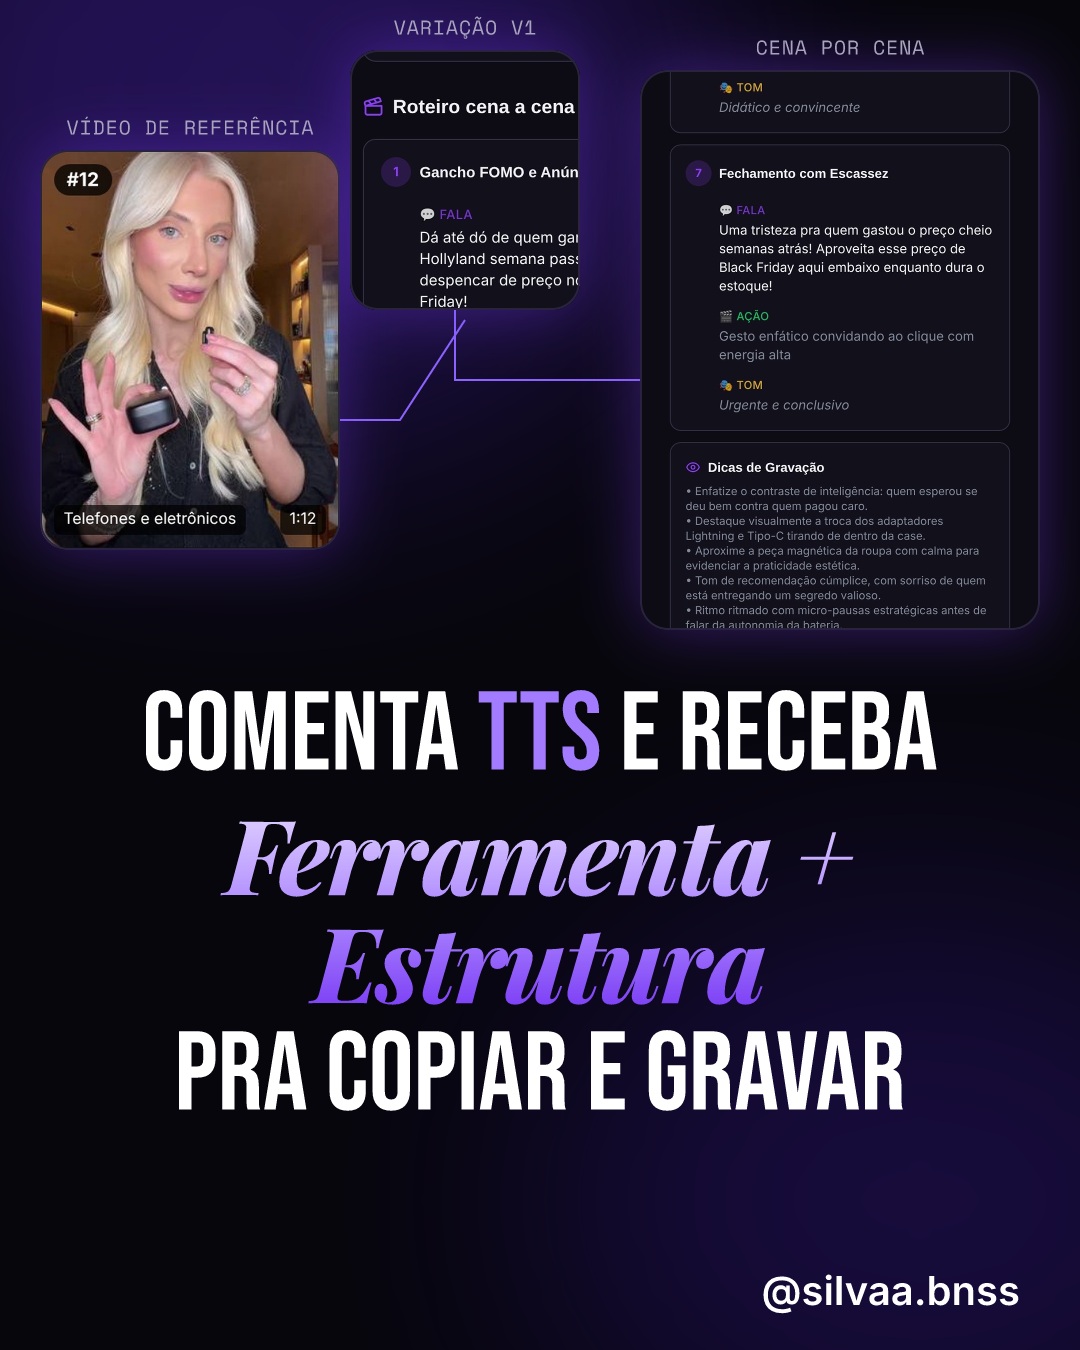 VARIAÇÃO V1
CENA POR CENA
VÍDEO DE REFERÊNCIA
#12
Telefones e eletrônicos
1:12
Roteiro cena a cena
1
Gancho FOMO e Anún
💬 FALA
Dá até dó de quem gar
Hollyland semana pass
despencar de preço no
Friday!
🎭 TOM
Didático e convincente
7
Fechamento com Escassez
💬 FALA
Uma tristeza pra quem gastou o preço cheio
semanas atrás! Aproveita esse preço de
Black Friday aqui embaixo enquanto dura o
estoque!
🎬 AÇÃO
Gesto enfático convidando ao clique com
energia alta
🎭 TOM
Urgente e conclusivo
Dicas de Gravação
• Enfatize o contraste de inteligência: quem esperou se
deu bem contra quem pagou caro.
• Destaque visualmente a troca dos adaptadores
Lightning e Tipo-C tirando de dentro da case.
• Aproxime a peça magnética da roupa com calma para
evidenciar a praticidade estética.
• Tom de recomendação cúmplice, com sorriso de quem
está entregando um segredo valioso.
• Ritmo ritmado com micro-pausas estratégicas antes de
falar da autonomia da bateria.
COMENTA TTS E RECEBA
Ferramenta +
Estrutura
PRA COPIAR E GRAVAR
@silvaa.bnss